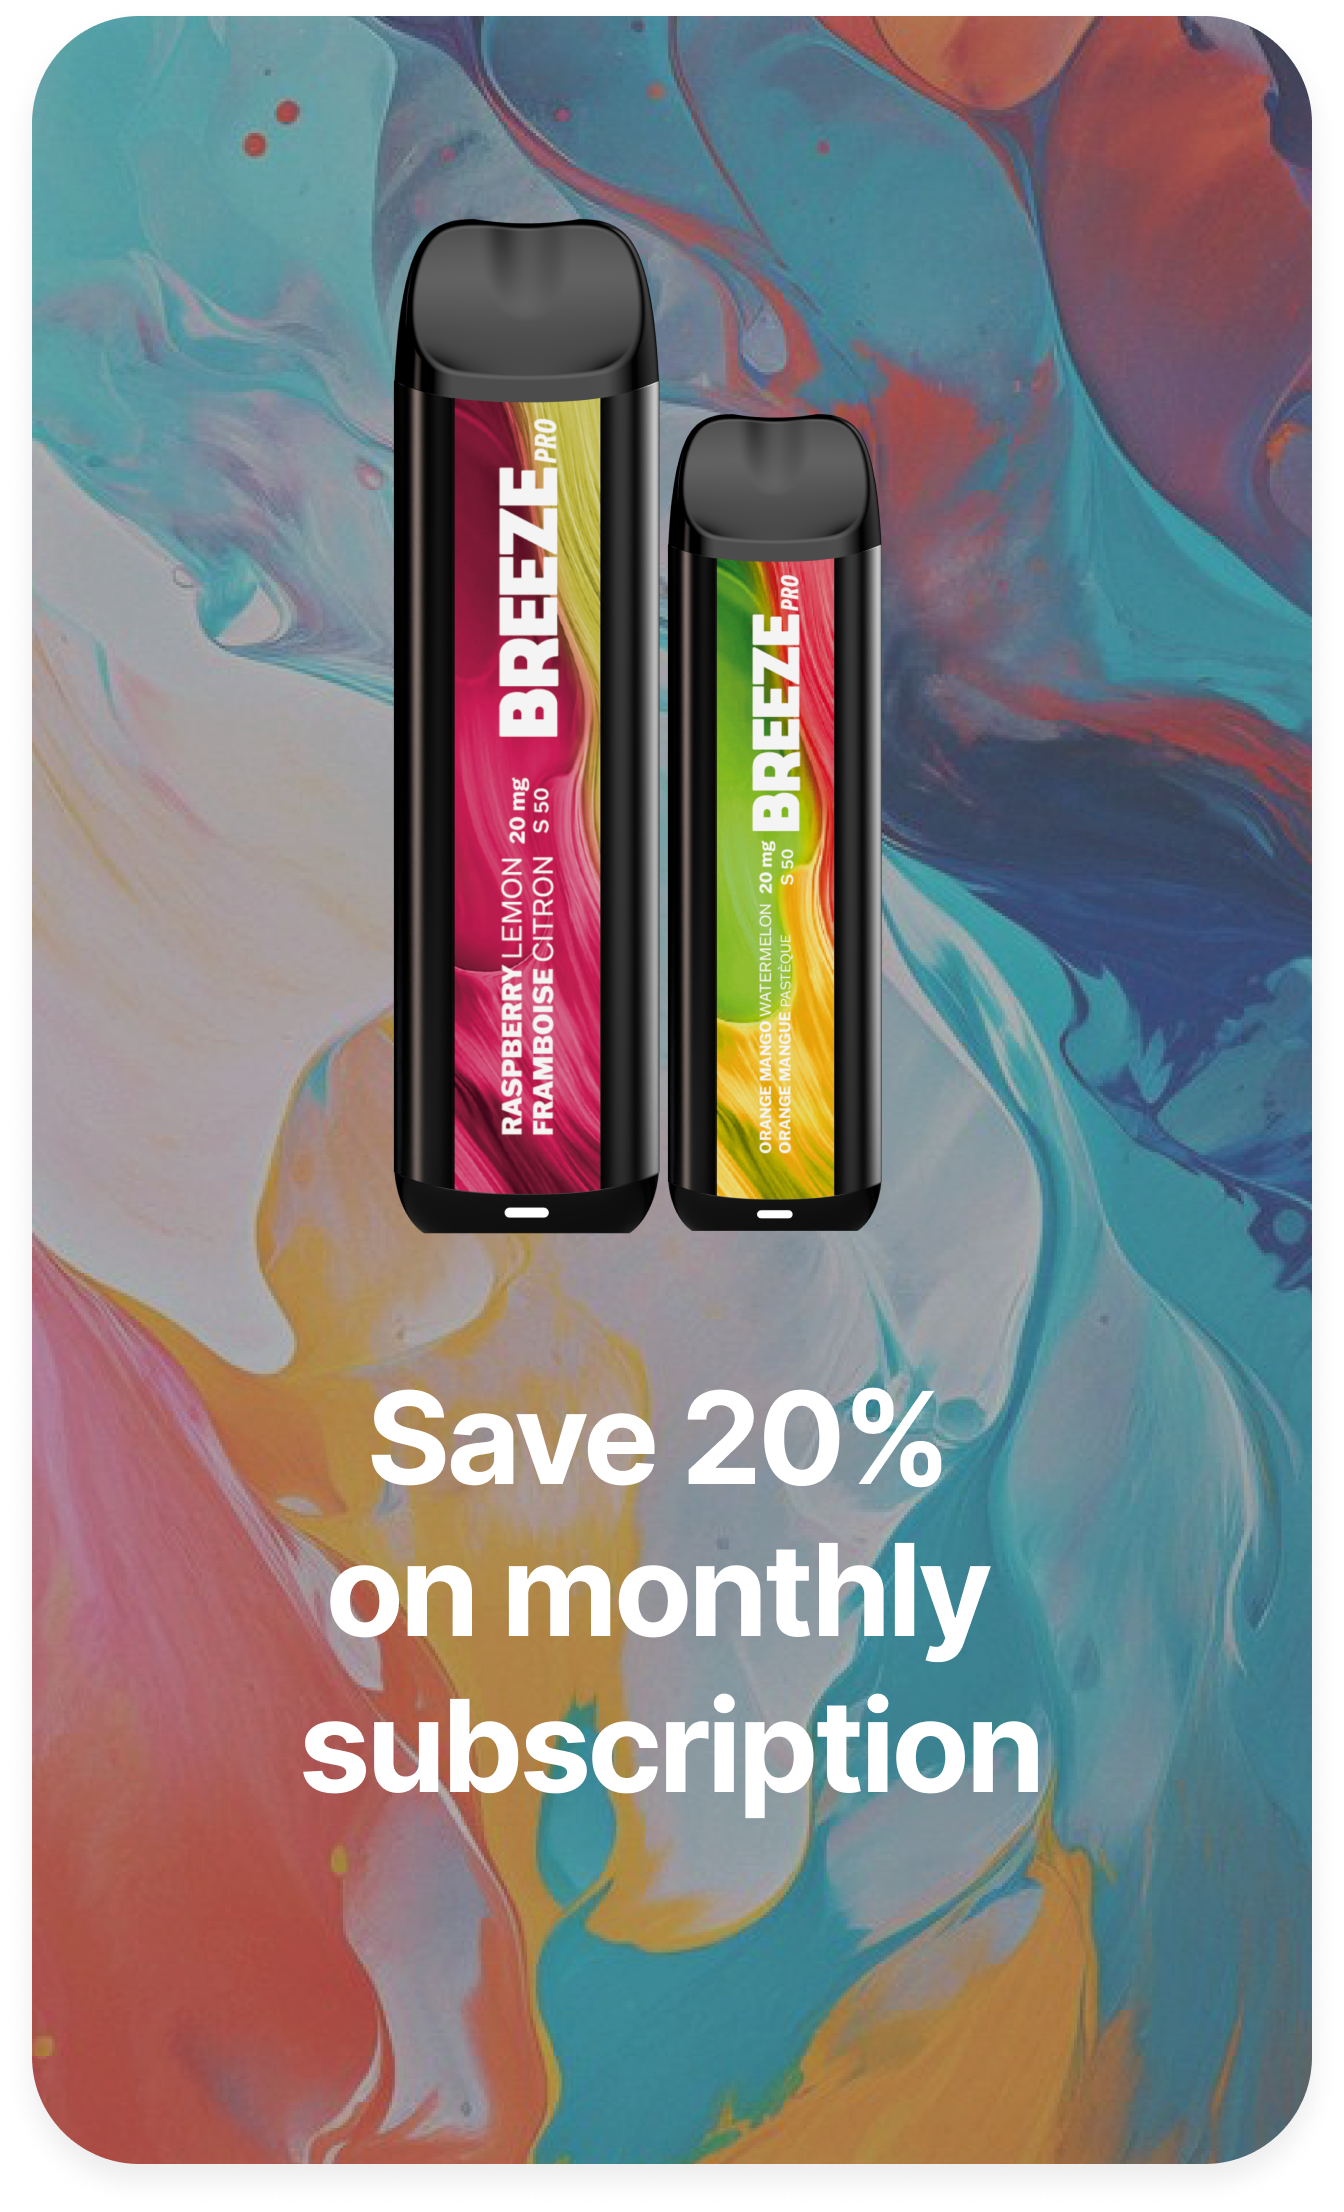 BREEZE PRO
RASPBERRY LEMON 20 mg
FRAMBOISE CITRON S 50
BREEZE PRO
ORANGE MANGO WATERMELON 20 mg
ORANGE MANGUE PASTÈQUE S 50
Save 20%
on monthly
subscription